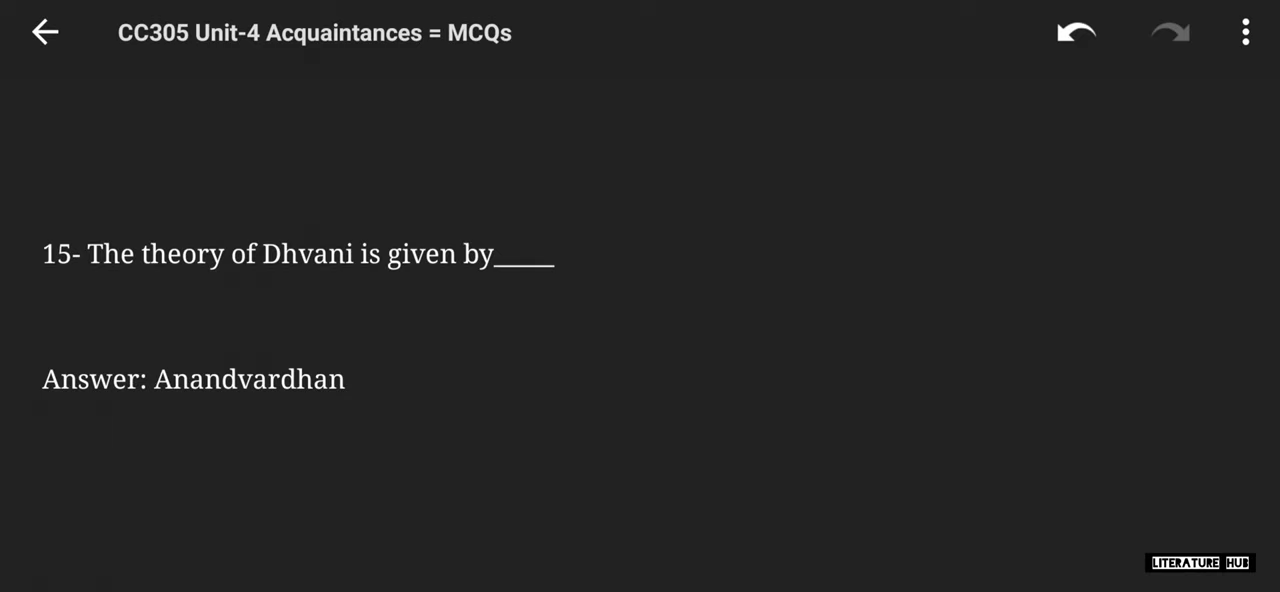 CC305 Unit-4 Acquaintances = MCQs
15- The theory of Dhvani is given by_____
Answer: Anandvardhan
LITERATURE HUB